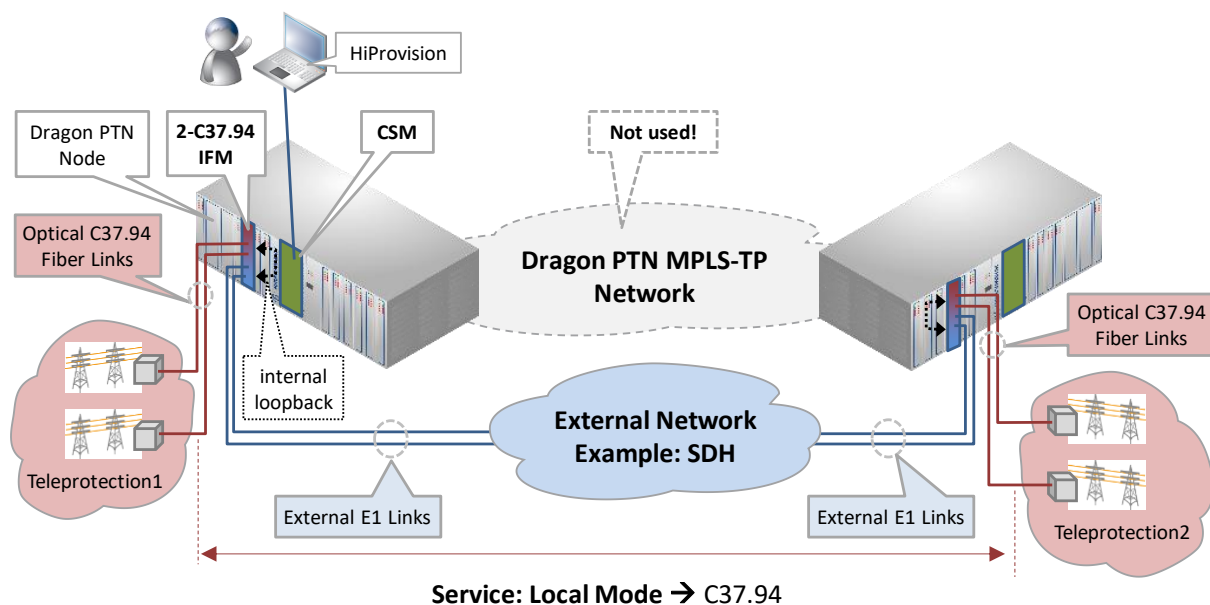 HiProvision
Dragon PTN
Node
2-C37.94
IFM
CSM
Not used!
Optical C37.94
Fiber Links
Dragon PTN MPLS-TP
Network
Optical C37.94
Fiber Links
internal
loopback
External Network
Example: SDH
Teleprotection1
External E1 Links
External E1 Links
Teleprotection2
Service: Local Mode → C37.94